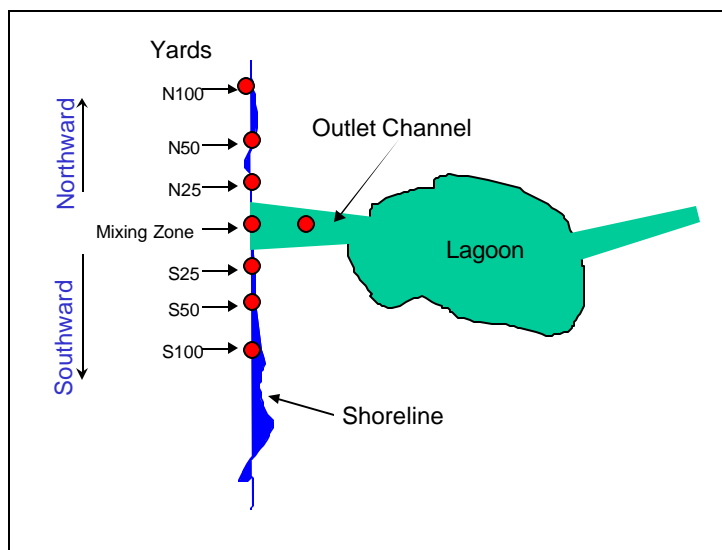 Yards
N100
Outlet Channel
N50
Northward
N25
Mixing Zone
Lagoon
S25
S50
Southward
S100
Shoreline